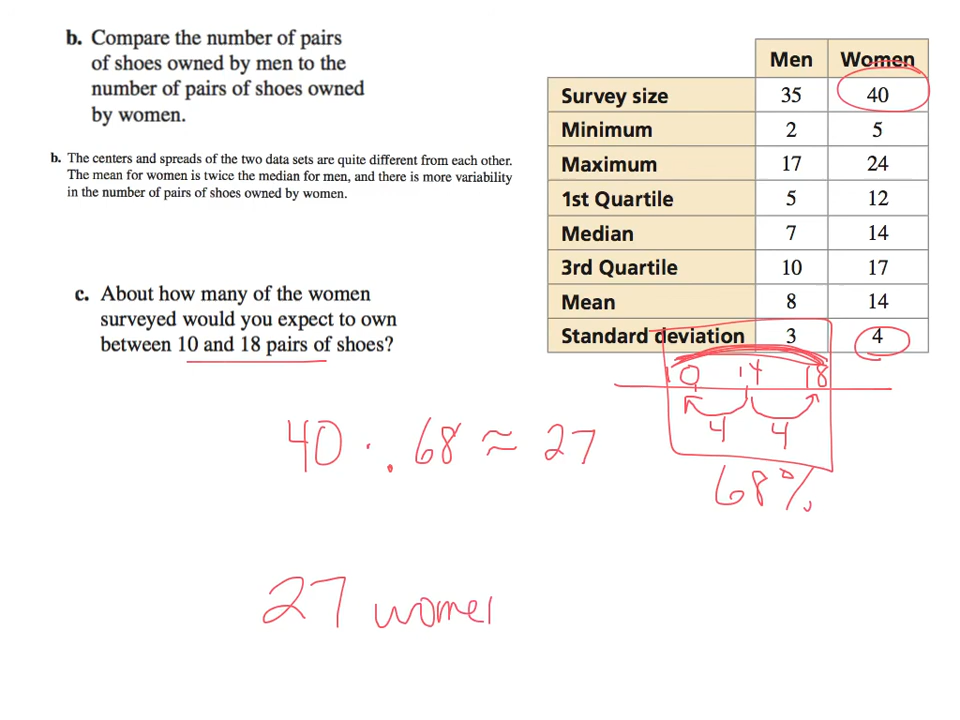 b. Compare the number of pairs
of shoes owned by men to the
number of pairs of shoes owned
by women.
b. The centers and spreads of the two data sets are quite different from each other.
The mean for women is twice the median for men, and there is more variability
in the number of pairs of shoes owned by women.
Men Women
Survey size 35 40
Minimum 2 5
Maximum 17 24
1st Quartile 5 12
Median 7 14
3rd Quartile 10 17
Mean 8 14
Standard deviation 3 4
c. About how many of the women
surveyed would you expect to own
between 10 and 18 pairs of shoes?
10 14 18
4 4
68%
40 · .68 ≈ 27
27 women